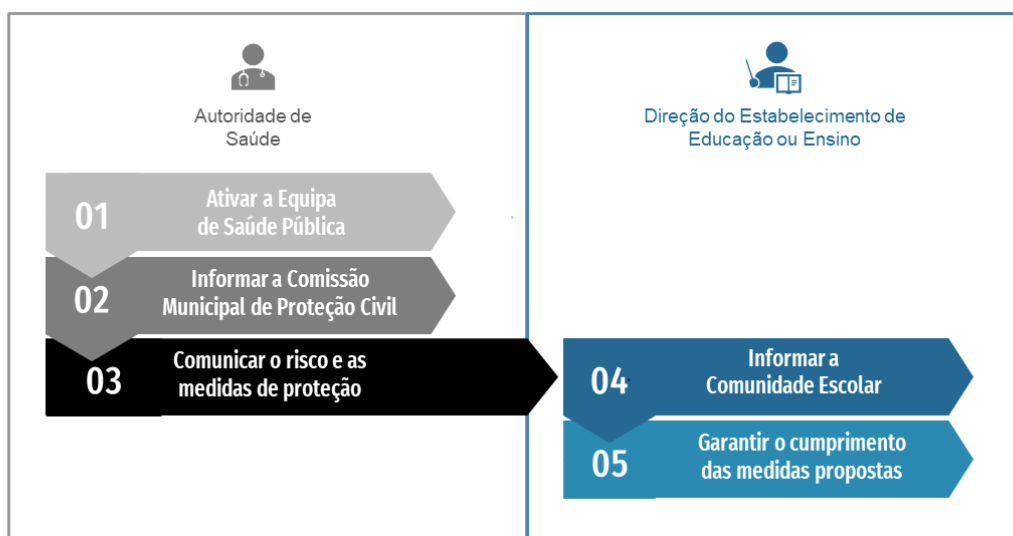 Autoridade de
Saúde
Direção do Estabelecimento de
Educação ou Ensino
01
Ativar a Equipa
de Saúde Pública
02
Informar a Comissão
Municipal de Proteção Civil
03
Comunicar o risco e as
medidas de proteção
04
Informar a
Comunidade Escolar
05
Garantir o cumprimento
das medidas propostas